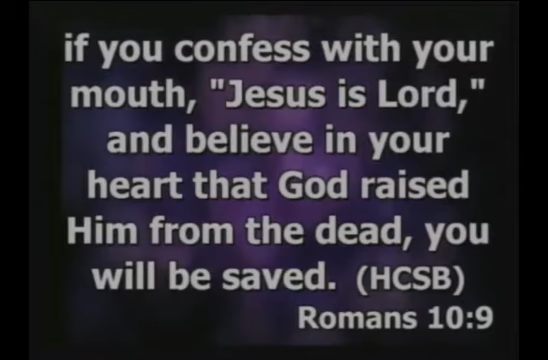 if you confess with your
mouth, "Jesus is Lord,"
and believe in your
heart that God raised
Him from the dead, you
will be saved. (HCSB)
Romans 10:9